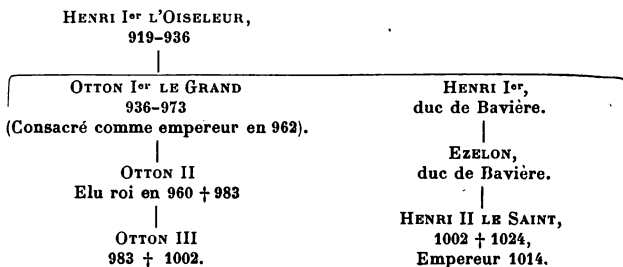 HENRI Ier L'OISELEUR,
919-936
OTTON Ier LE GRAND
936-973
(Consacré comme empereur en 962).
OTTON II
Elu roi en 960 † 983
OTTON III
983 † 1002.
HENRI Ier,
duc de Bavière.
EZELON,
duc de Bavière.
HENRI II LE SAINT,
1002 † 1024,
Empereur 1014.